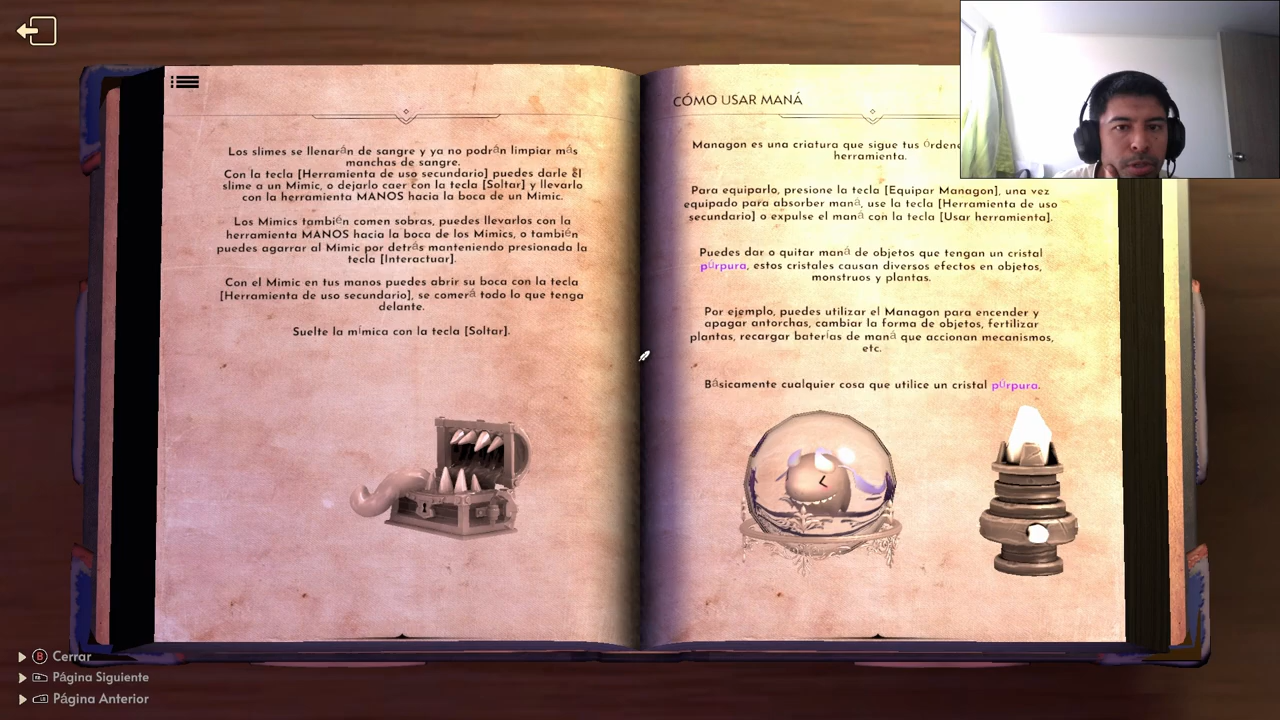 Los slimes se llenarán de sangre y ya no podrán limpiar más
manchas de sangre.
Con la tecla [Herramienta de uso secundario] puedes darle el
slime a un Mimic, o dejarlo caer con la tecla [Soltar] y llevarlo
con la herramienta MANOS hacia la boca de un Mimic.
Los Mimics también comen sobras, puedes llevarlos con la
herramienta MANOS hacia la boca de los Mimics, o también
puedes agarrar al Mimic por detrás manteniendo presionada la
tecla [Interactuar].
Con el Mimic en tus manos puedes abrir su boca con la tecla
[Herramienta de uso secundario], se comerá todo lo que tenga
delante.
Suelte la mímica con la tecla [Soltar].
CÓMO USAR MANÁ
Managon es una criatura que sigue tus órdene
herramienta.
Para equiparlo, presione la tecla [Equipar Managon], una vez
equipado para absorber maná, use la tecla [Herramienta de uso
secundario] o expulse el maná con la tecla [Usar herramienta].
Puedes dar o quitar maná de objetos que tengan un cristal
púrpura, estos cristales causan diversos efectos en objetos,
monstruos y plantas.
Por ejemplo, puedes utilizar el Managon para encender y
apagar antorchas, cambiar la forma de objetos, fertilizar
plantas, recargar baterías de maná que accionan mecanismos,
etc.
Básicamente cualquier cosa que utilice un cristal púrpura.
B Cerrar
RB Página Siguiente
LB Página Anterior